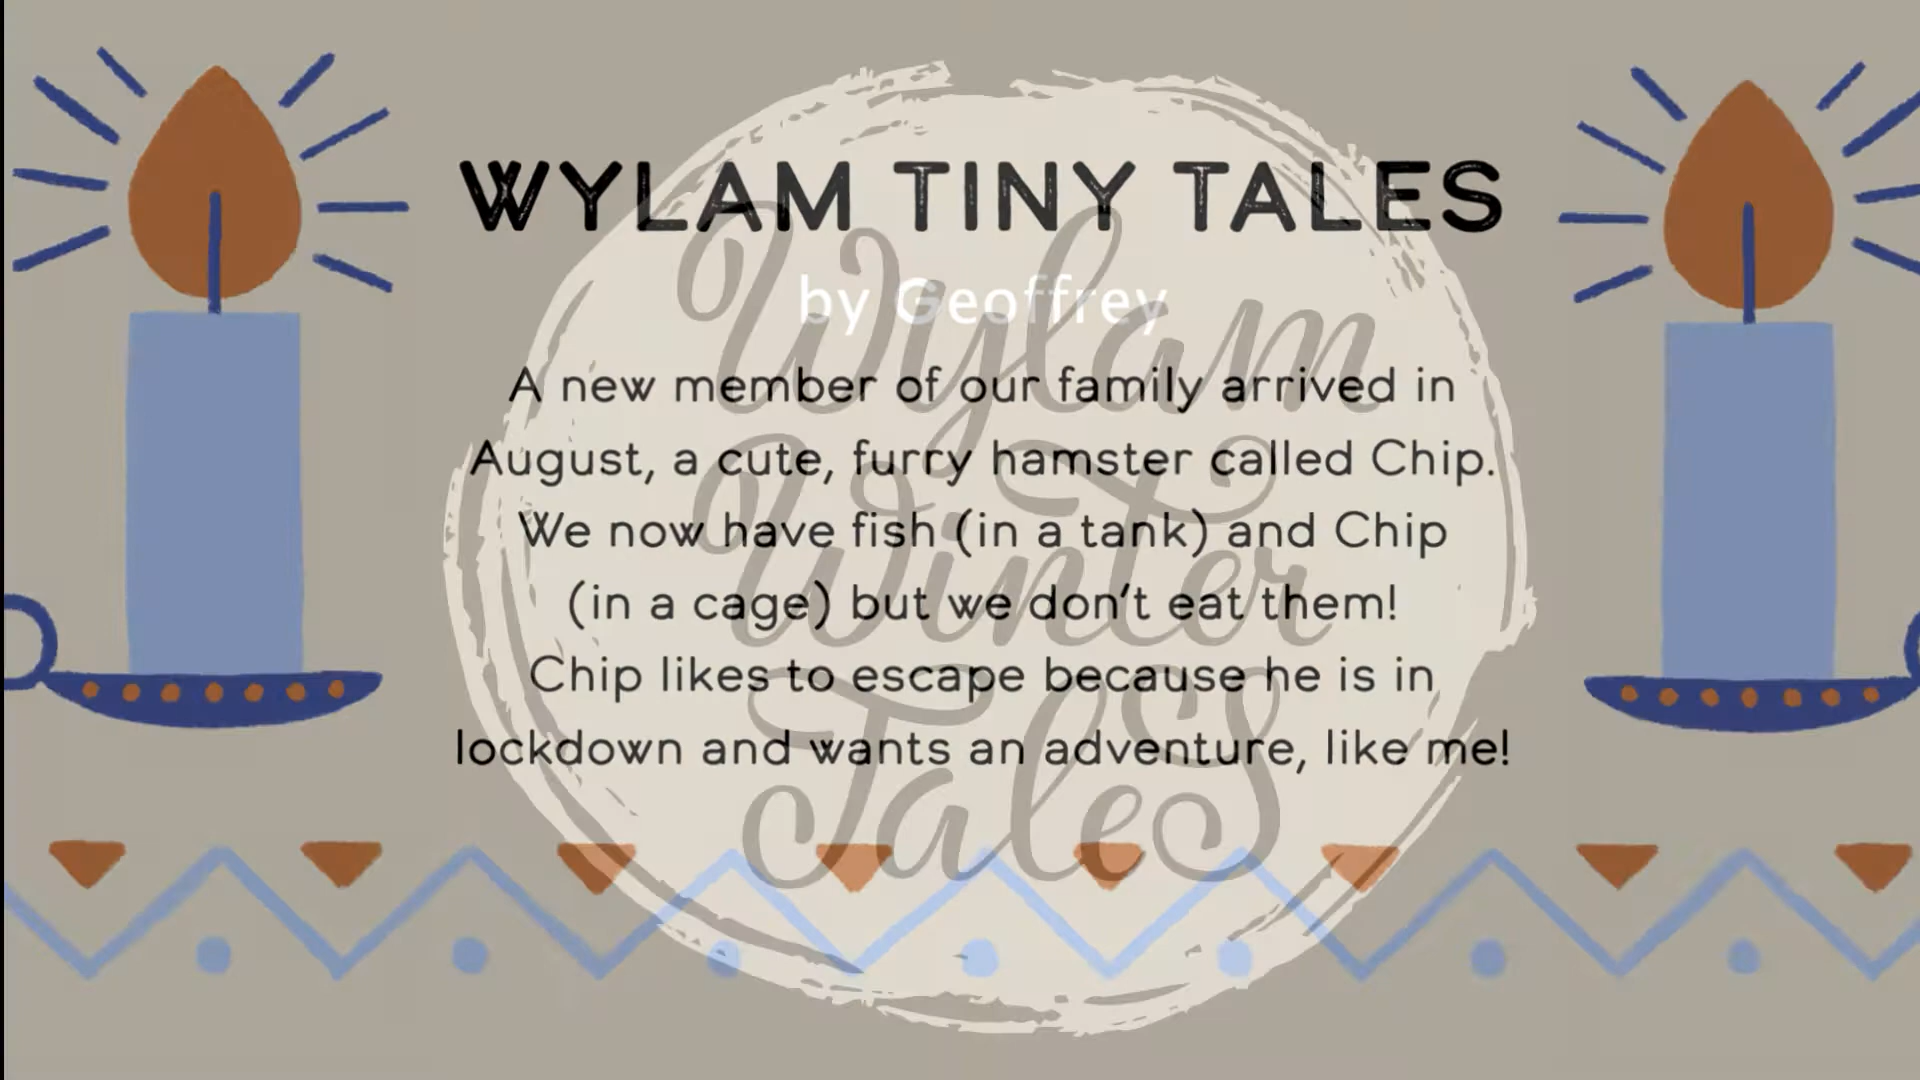 WYLAM TINY TALES
by Geoffrey
A new member of our family arrived in
August, a cute, furry hamster called Chip.
We now have fish (in a tank) and Chip
(in a cage) but we don't eat them!
Chip likes to escape because he is in
lockdown and wants an adventure, like me!
Wylam
Winter
Tales